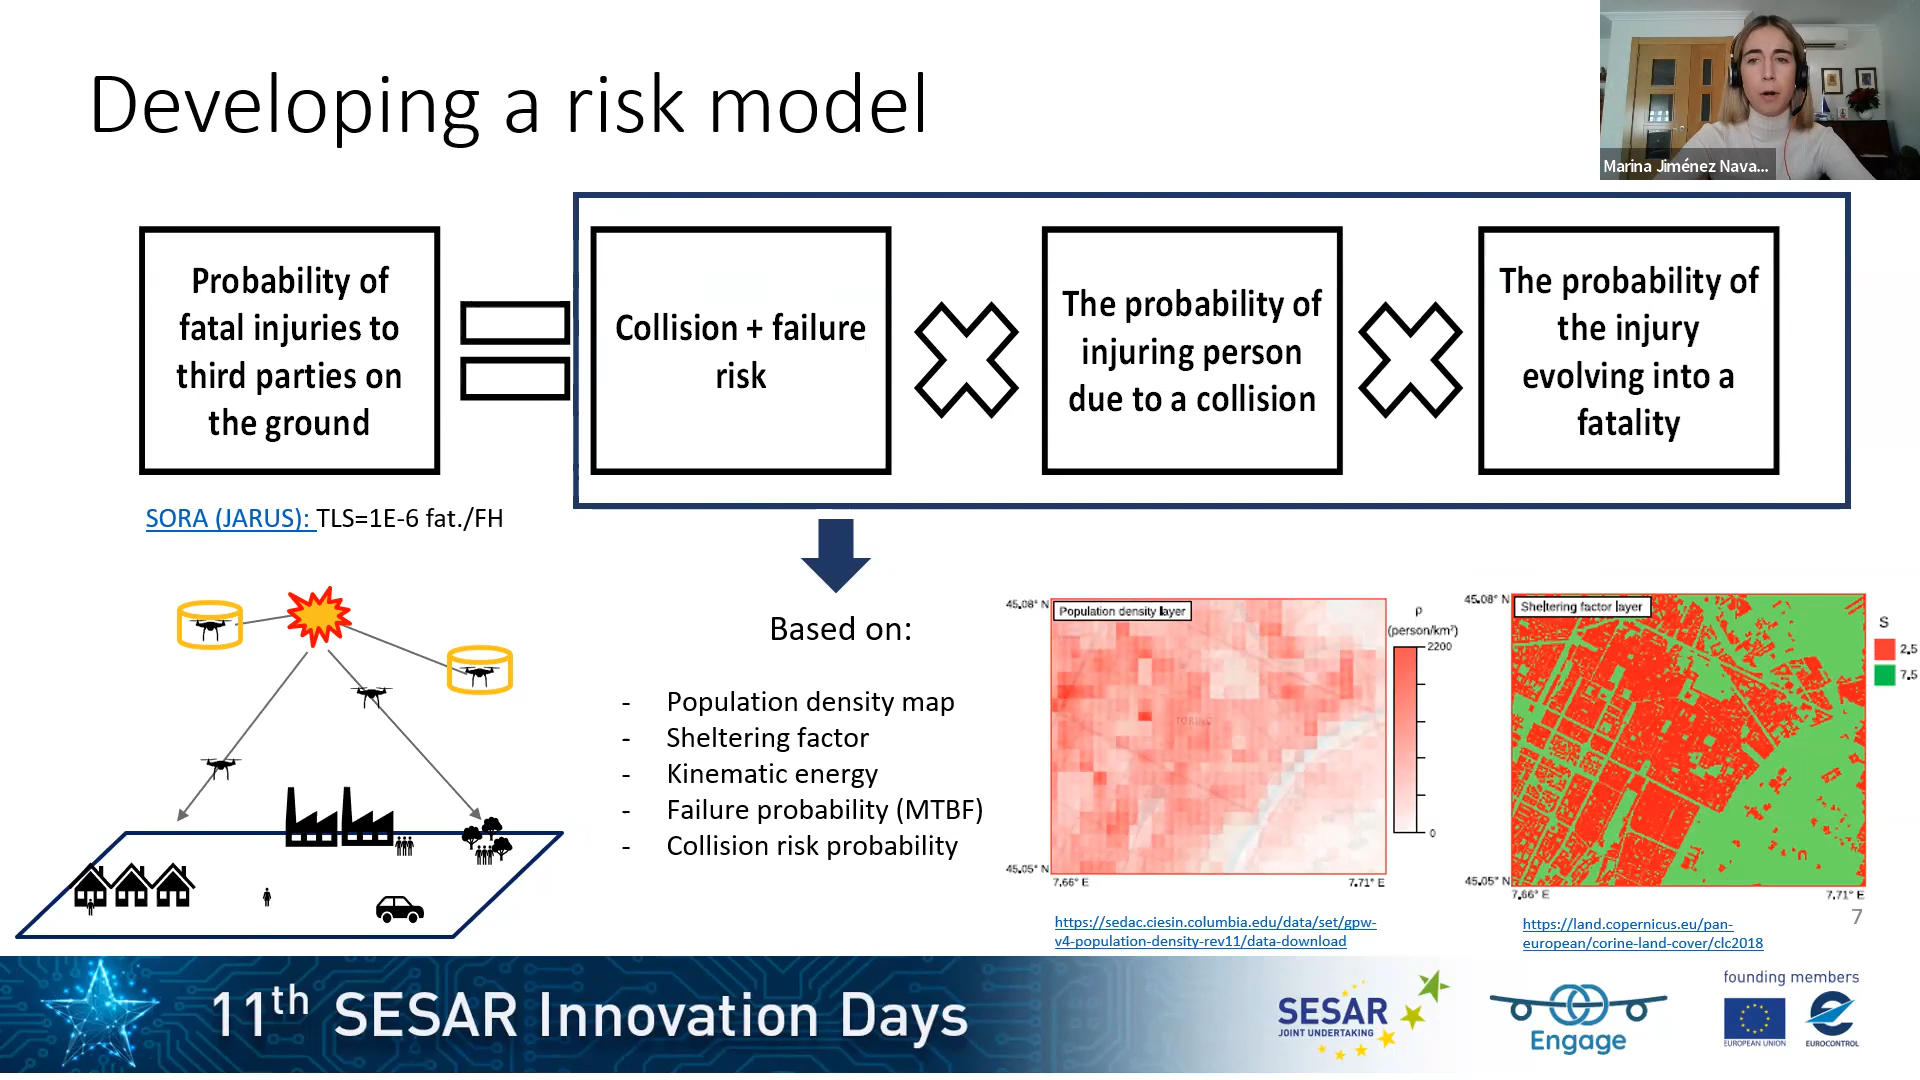 Developing a risk model
Marina Jiménez Nava...
Probability of
fatal injuries to
third parties on
the ground
Collision + failure
risk
The probability of
injuring person
due to a collision
The probability of
the injury
evolving into a
fatality
SORA (JARUS): TLS=1E-6 fat./FH
Based on:
- Population density map
- Sheltering factor
- Kinematic energy
- Failure probability (MTBF)
- Collision risk probability
45.08° N
Population density layer
ρ
(person/km²)
2200
0
TORINO
45.05° N
7.66° E
7.71° E
https://sedac.ciesin.columbia.edu/data/set/gpw-
v4-population-density-rev11/data-download
45.08° N
Sheltering factor layer
S
2.5
7.5
45.05° N
7.66° E
7.71° E
https://land.copernicus.eu/pan-
european/corine-land-cover/clc2018
7
11th SESAR Innovation Days
SESAR
JOINT UNDERTAKING
Engage
founding members
EUROPEAN UNION
EUROCONTROL